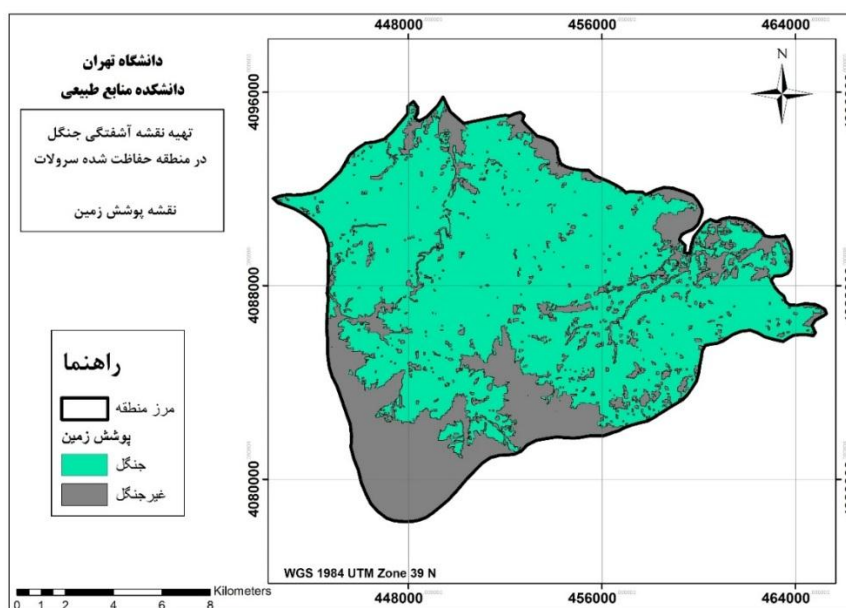 دانشگاه تهران
دانشکده منابع طبیعی
تهیه نقشه آشفتگی جنگل
در منطقه حفاظت شده سرولات
نقشه پوشش زمین
راهنما
مرز منطقه
پوشش زمین
جنگل
غیرجنگل
0 1 2 4 6 8 Kilometers
448000 456000 464000
N
4096000
4088000
4080000
WGS 1984 UTM Zone 39 N
448000 456000 464000